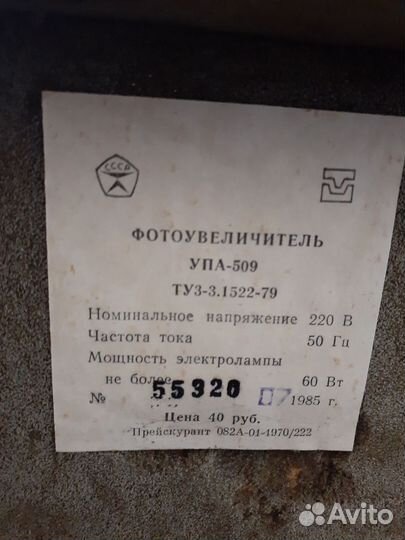 СССР
ФОТОУВЕЛИЧИТЕЛЬ
УПА-509
ТУ3-3.1522-79
Номинальное напряжение 220 В
Частота тока 50 Гц
Мощность электролампы
не более 60 Вт
№ 55320 07 1985 г.
Цена 40 руб.
Прейскурант 082А-01-1970/222
Avito